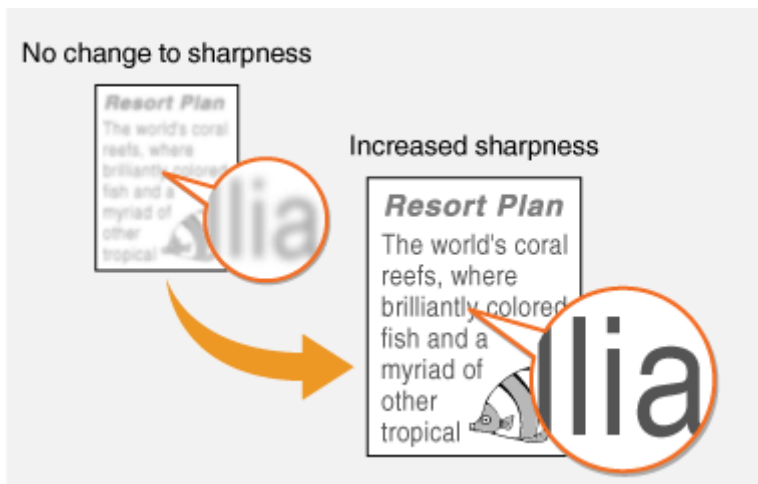 No change to sharpness
Resort Plan
The world's coral
reefs, where
brilliantly colored
fish and a
myriad of
other
tropical
llia
Increased sharpness
Resort Plan
The world's coral
reefs, where
brilliantly colored
fish and a
myriad of
other
tropical
llia